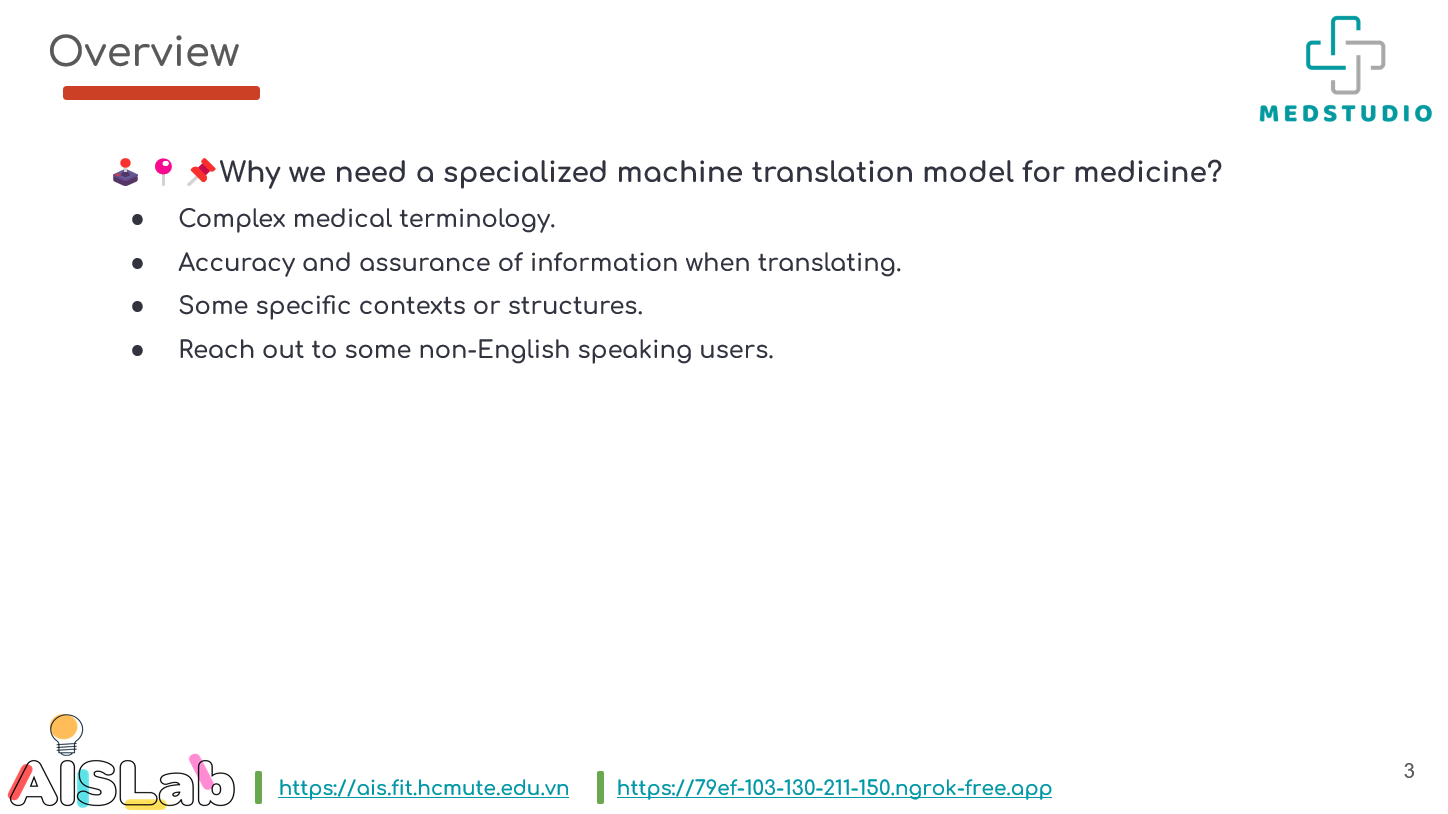 Overview
MEDSTUDIO
🕹️📍📌Why we need a specialized machine translation model for medicine?
● Complex medical terminology.
● Accuracy and assurance of information when translating.
● Some specific contexts or structures.
● Reach out to some non-English speaking users.
AISLab
https://ais.fit.hcmute.edu.vn
https://79ef-103-130-211-150.ngrok-free.app
3